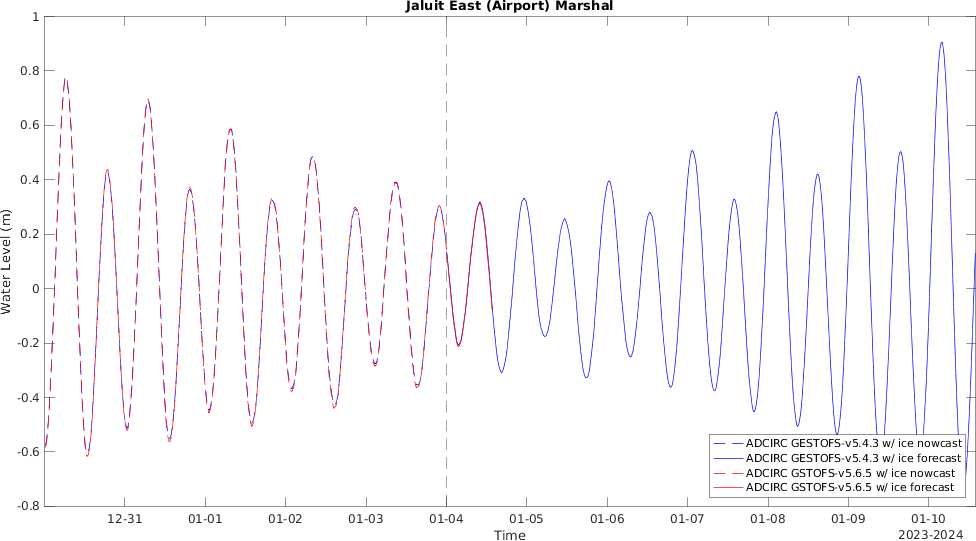 Jaluit East (Airport) Marshal
1
0.8
0.6
0.4
0.2
0
-0.2
-0.4
-0.6
-0.8
Water Level (m)
ADCIRC GESTOFS-v5.4.3 w/ ice nowcast
ADCIRC GESTOFS-v5.4.3 w/ ice forecast
ADCIRC GSTOFS-v5.6.5 w/ ice nowcast
ADCIRC GSTOFS-v5.6.5 w/ ice forecast
12-31 01-01 01-02 01-03 01-04 01-05 01-06 01-07 01-08 01-09 01-10
Time
2023-2024